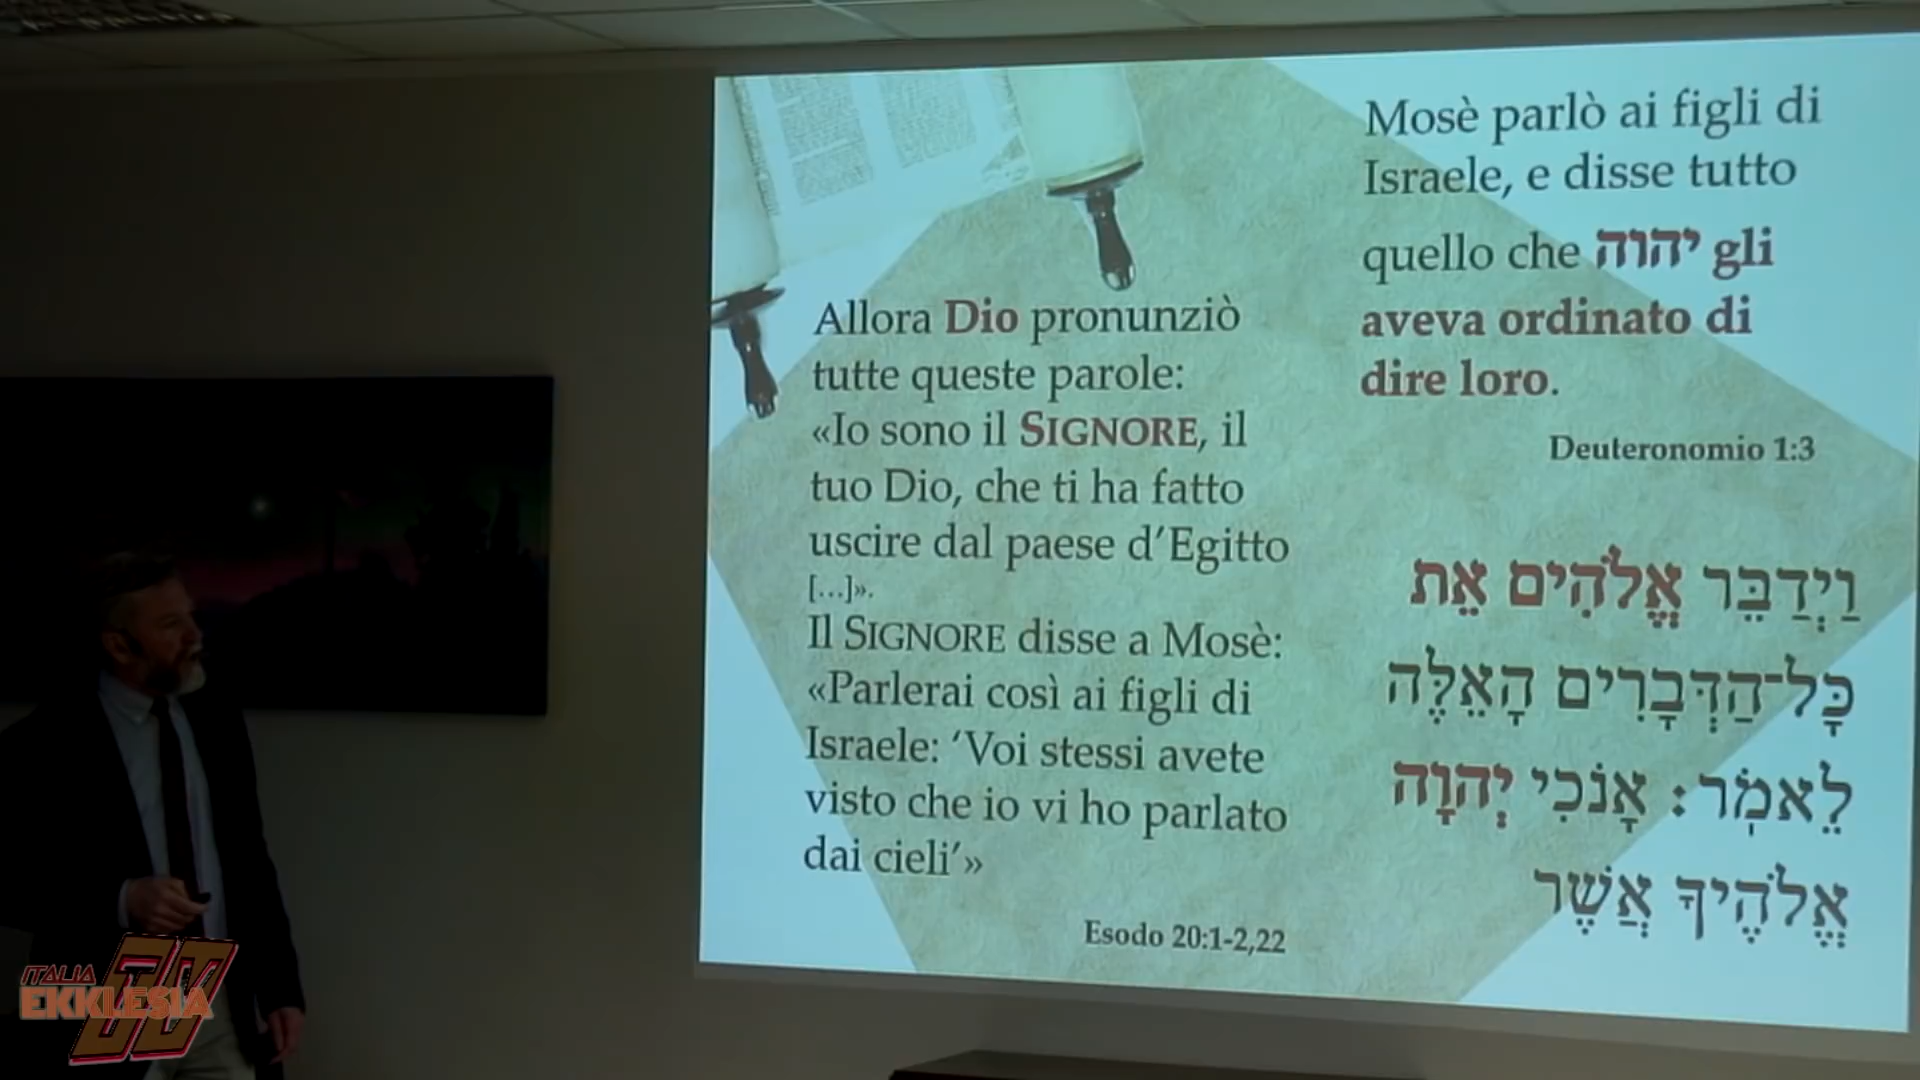 Allora Dio pronunziò
tutte queste parole:
«Io sono il SIGNORE, il
tuo Dio, che ti ha fatto
uscire dal paese d'Egitto
[…]».
Il SIGNORE disse a Mosè:
«Parlerai così ai figli di
Israele: ‘Voi stessi avete
visto che io vi ho parlato
dai cieli’»
Esodo 20:1-2,22
Mosè parlò ai figli di
Israele, e disse tutto
quello che יהוה gli
aveva ordinato di
dire loro.
Deuteronomio 1:3
וַיְדַבֵּר אֱלֹהִים אֵת
כָּל־הַדְּבָרִים הָאֵלֶּה
לֵאמֹר׃ אָנֹכִי יְהוָה
אֱלֹהֶיךָ אֲשֶׁר
ITALIA
EKKLESIA
TV